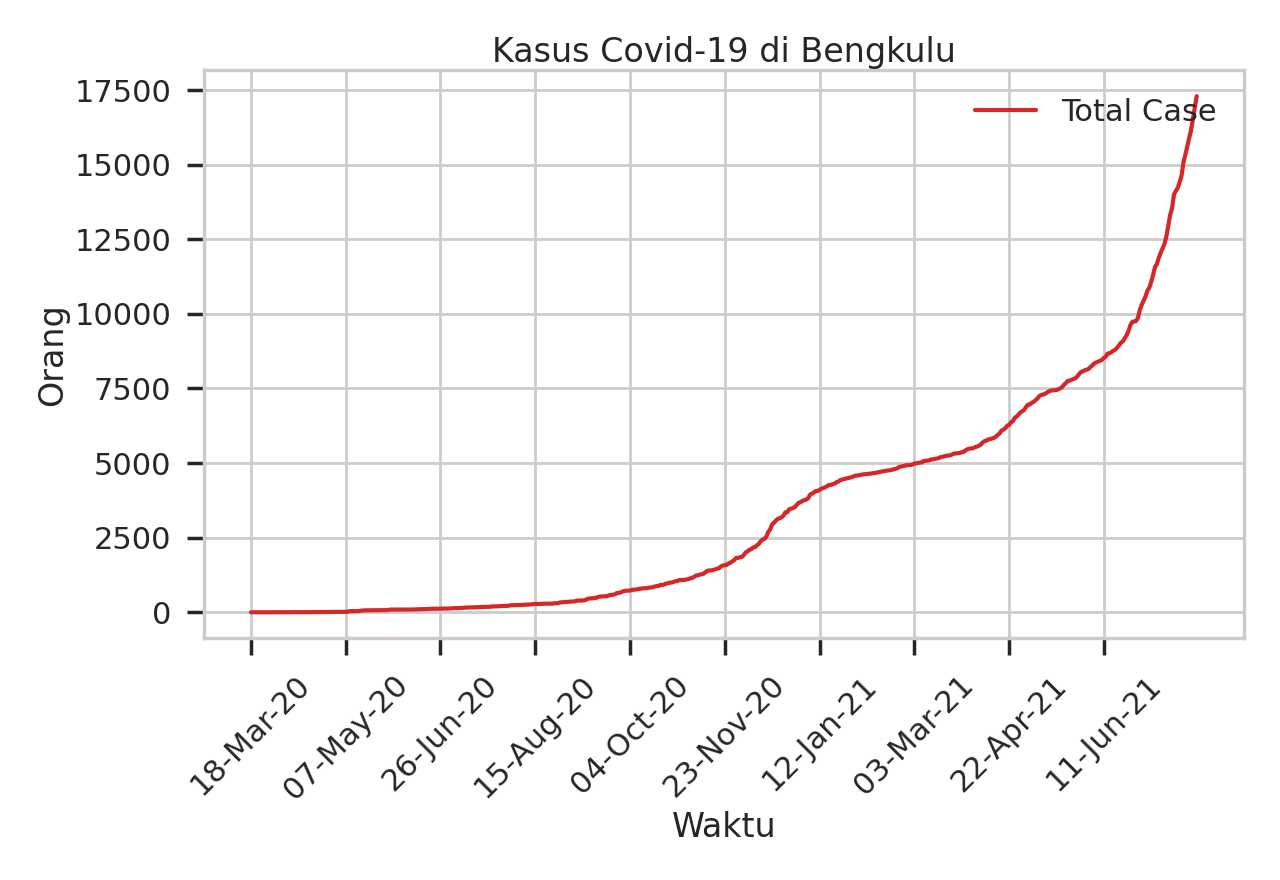 Kasus Covid-19 di Bengkulu
Total Case
Orang
17500
15000
12500
10000
7500
5000
2500
0
18-Mar-20
07-May-20
26-Jun-20
15-Aug-20
04-Oct-20
23-Nov-20
12-Jan-21
03-Mar-21
22-Apr-21
11-Jun-21
Waktu